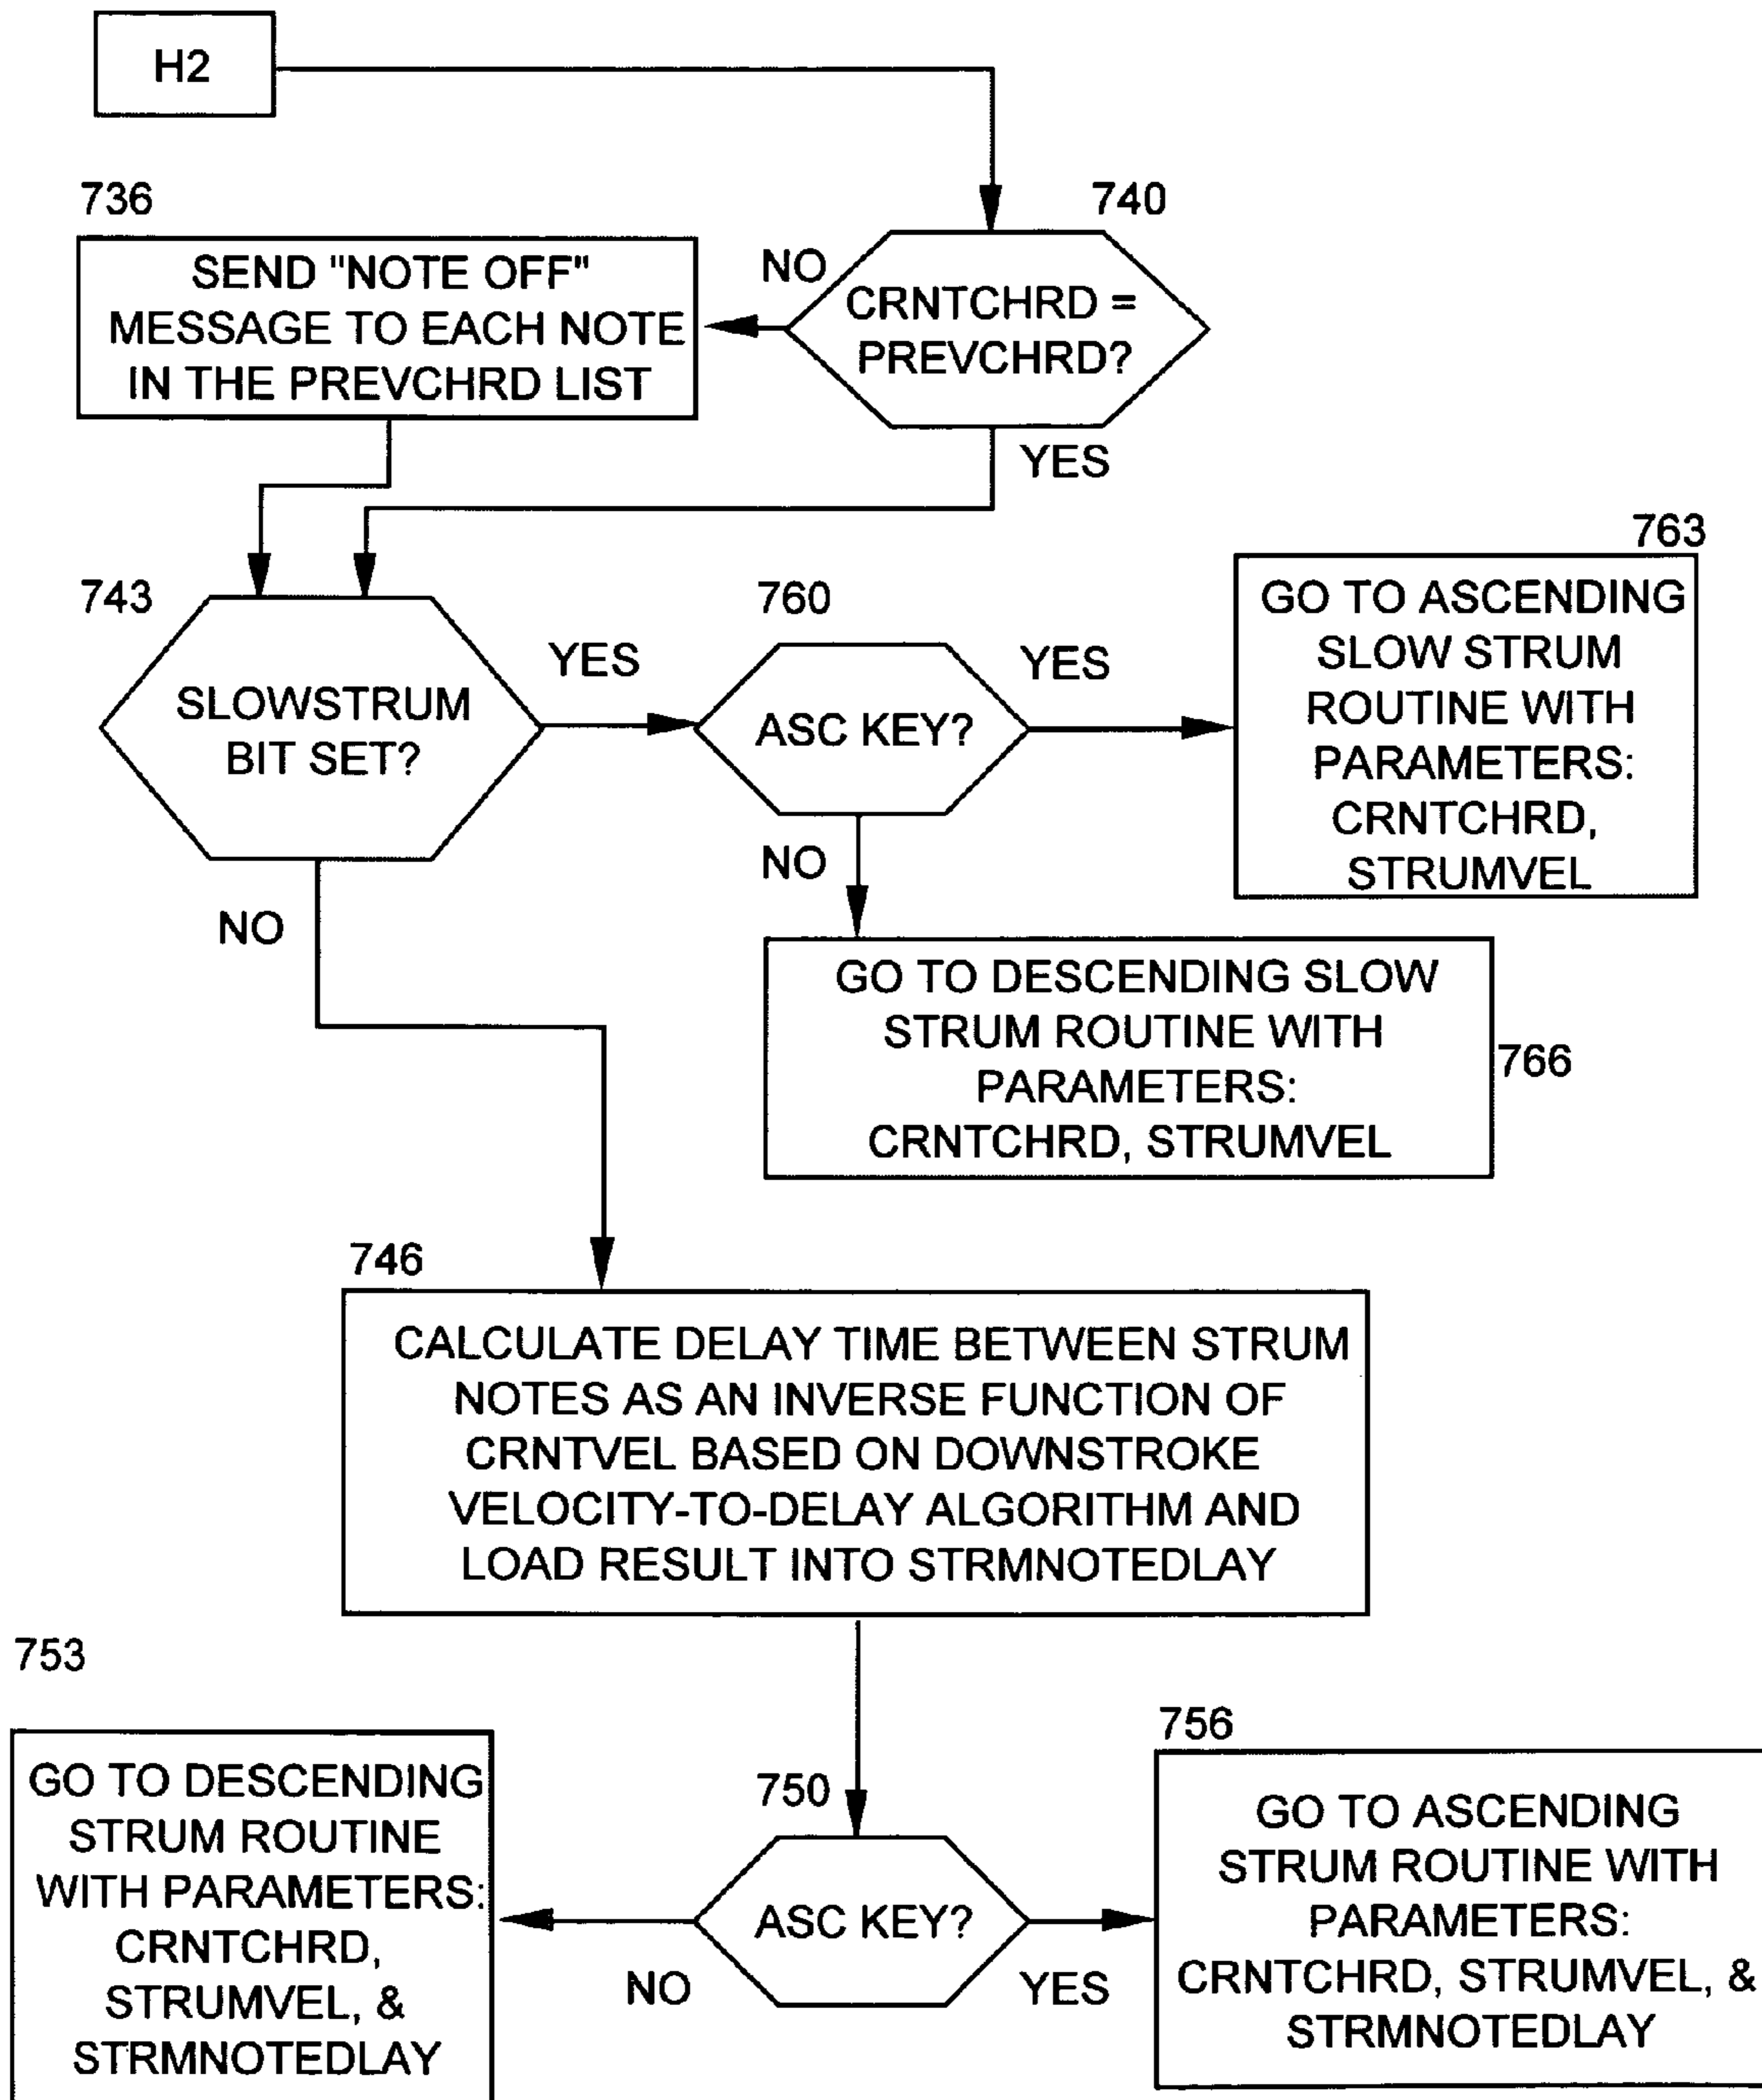 H2
736
SEND "NOTE OFF"
MESSAGE TO EACH NOTE
IN THE PREVCHRD LIST
740
NO
CRNTCHRD =
PREVCHRD?
YES
743
SLOWSTRUM
BIT SET?
YES
NO
760
ASC KEY?
YES
NO
763
GO TO ASCENDING
SLOW STRUM
ROUTINE WITH
PARAMETERS:
CRNTCHRD,
STRUMVEL
GO TO DESCENDING SLOW
STRUM ROUTINE WITH
PARAMETERS:
CRNTCHRD, STRUMVEL
766
746
CALCULATE DELAY TIME BETWEEN STRUM
NOTES AS AN INVERSE FUNCTION OF
CRNTVEL BASED ON DOWNSTROKE
VELOCITY-TO-DELAY ALGORITHM AND
LOAD RESULT INTO STRMNOTEDLAY
753
GO TO DESCENDING
STRUM ROUTINE
WITH PARAMETERS:
CRNTCHRD,
STRUMVEL, &
STRMNOTEDLAY
750
ASC KEY?
NO
YES
756
GO TO ASCENDING
STRUM ROUTINE WITH
PARAMETERS:
CRNTCHRD, STRUMVEL, &
STRMNOTEDLAY